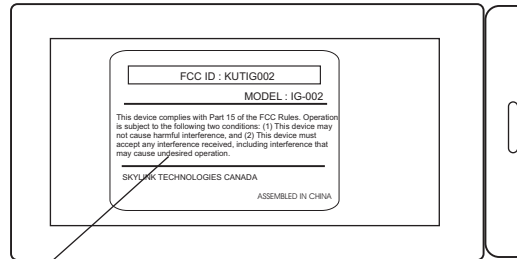 FCC ID : KUTIG002
MODEL : IG-002
This device complies with Part 15 of the FCC Rules. Operation
is subject to the following two conditions: (1) This device may
not cause harmful interference, and (2) This device must
accept any interference received, including interference that
may cause undesired operation.
SKYLINK TECHNOLOGIES CANADA
ASSEMBLED IN CHINA